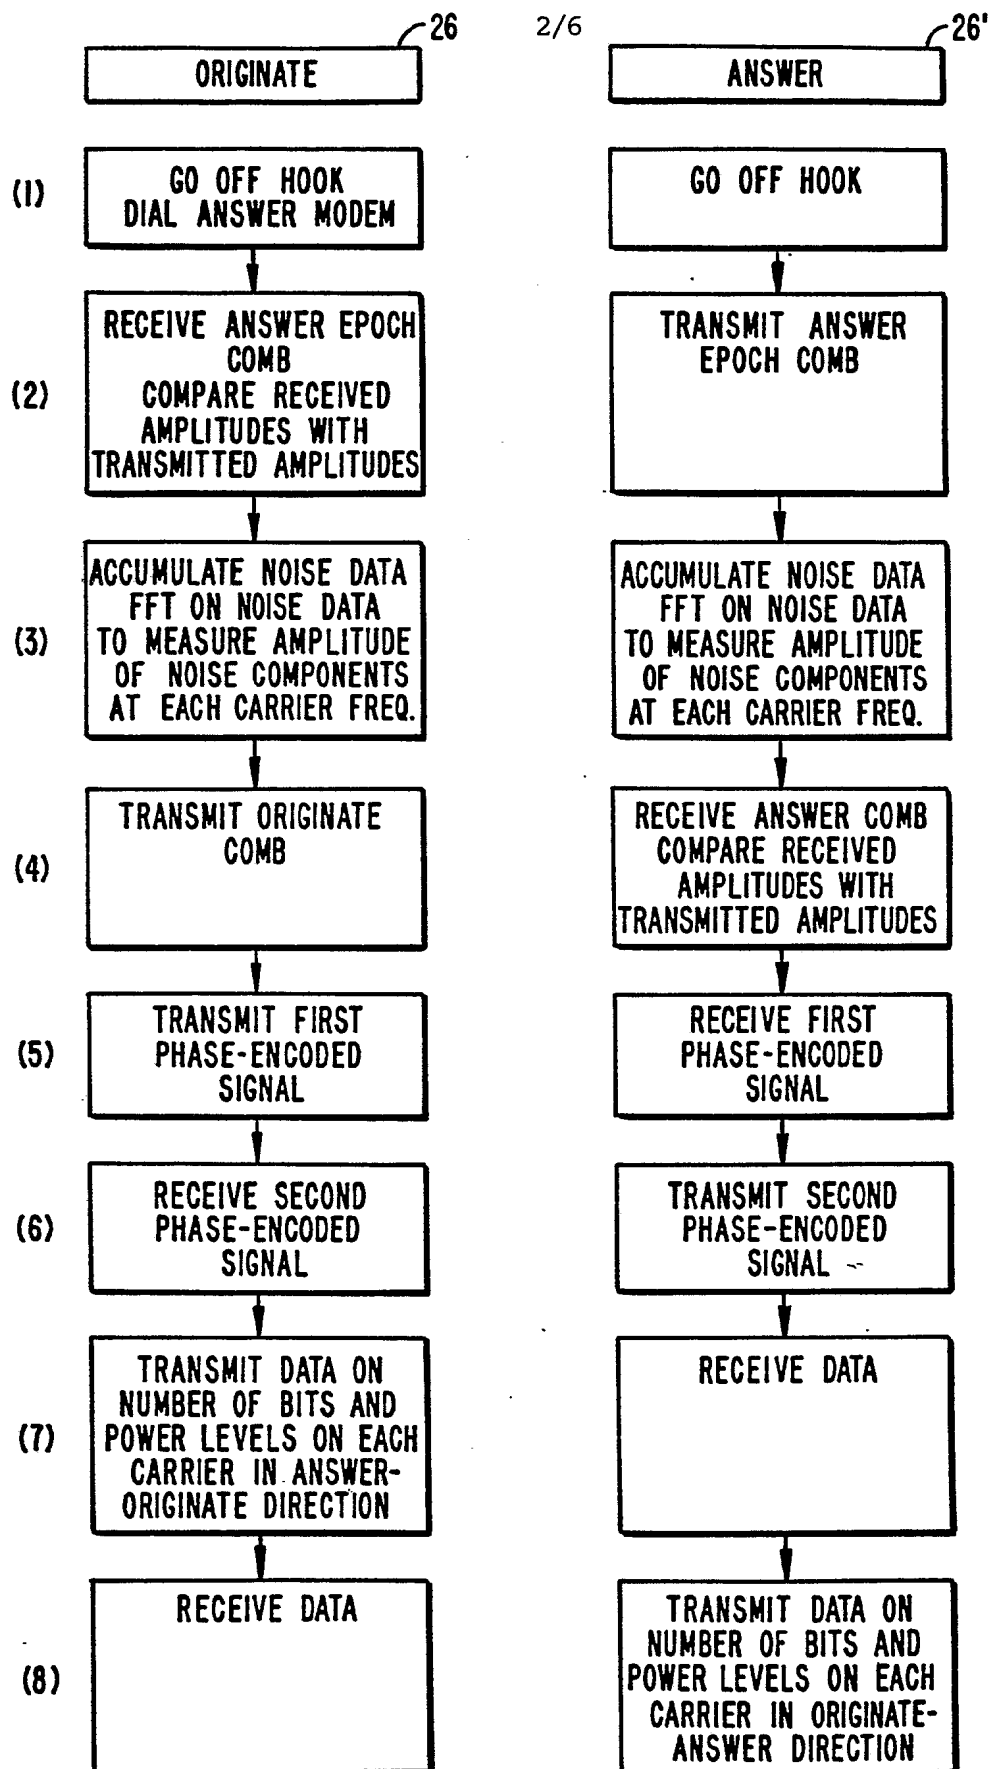 26 2/6 26'
ORIGINATE
ANSWER
(1)
GO OFF HOOK
DIAL ANSWER MODEM
GO OFF HOOK
(2)
RECEIVE ANSWER EPOCH
COMB
COMPARE RECEIVED
AMPLITUDES WITH
TRANSMITTED AMPLITUDES
TRANSMIT ANSWER
EPOCH COMB
(3)
ACCUMULATE NOISE DATA
FFT ON NOISE DATA
TO MEASURE AMPLITUDE
OF NOISE COMPONENTS
AT EACH CARRIER FREQ.
ACCUMULATE NOISE DATA
FFT ON NOISE DATA
TO MEASURE AMPLITUDE
OF NOISE COMPONENTS
AT EACH CARRIER FREQ.
(4)
TRANSMIT ORIGINATE
COMB
RECEIVE ANSWER COMB
COMPARE RECEIVED
AMPLITUDES WITH
TRANSMITTED AMPLITUDES
(5)
TRANSMIT FIRST
PHASE-ENCODED
SIGNAL
RECEIVE FIRST
PHASE-ENCODED
SIGNAL
(6)
RECEIVE SECOND
PHASE-ENCODED
SIGNAL
TRANSMIT SECOND
PHASE-ENCODED
SIGNAL
(7)
TRANSMIT DATA ON
NUMBER OF BITS AND
POWER LEVELS ON EACH
CARRIER IN ANSWER-
ORIGINATE DIRECTION
RECEIVE DATA
(8)
RECEIVE DATA
TRANSMIT DATA ON
NUMBER OF BITS AND
POWER LEVELS ON EACH
CARRIER IN ORIGINATE-
ANSWER DIRECTION